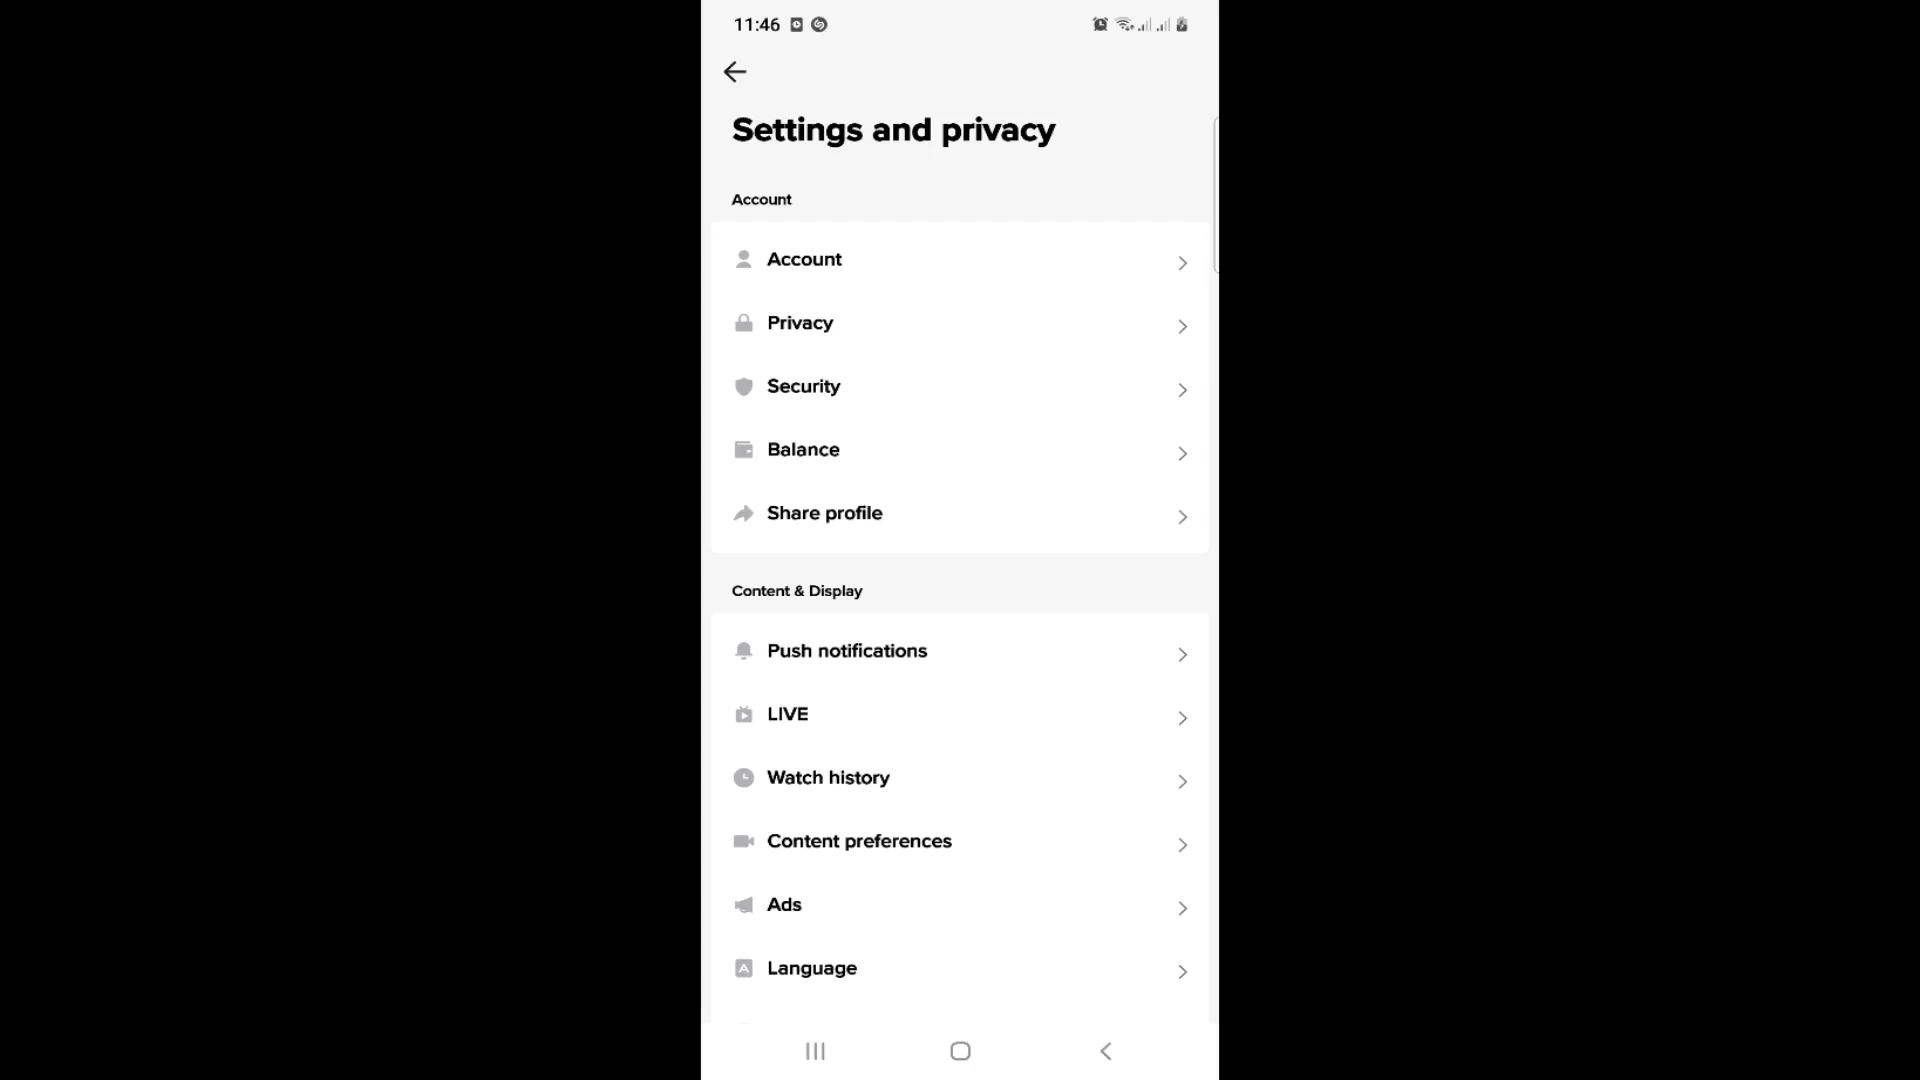 11:46
Settings and privacy
Account
Account
Privacy
Security
Balance
Share profile
Content & Display
Push notifications
LIVE
Watch history
Content preferences
Ads
A Language